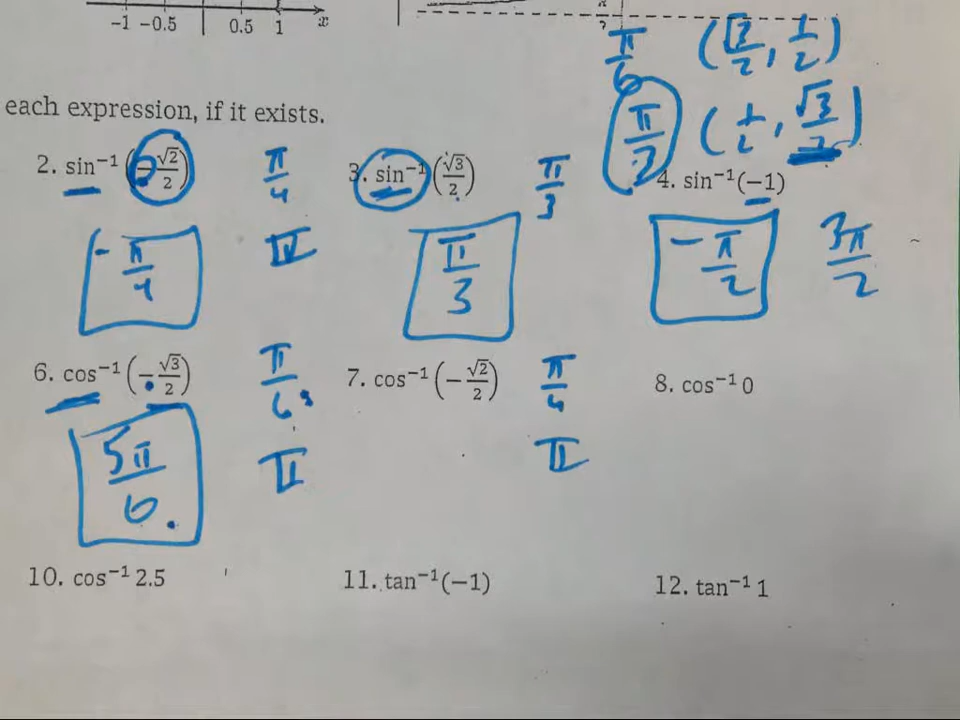 -1 -0.5 0.5 1 x
π/2
π/6 (√3/2, 1/2)
each expression, if it exists.
π/2 (1/2, √3/2)
2. sin⁻¹(-√2/2) π/4 3. sin⁻¹(√3/2) π/3 4. sin⁻¹(-1)
-π/4 IV π/3 -π/2 3π/2
6. cos⁻¹(-√3/2) π/6 7. cos⁻¹(-√2/2) π/4 8. cos⁻¹ 0
5π/6 II II
10. cos⁻¹ 2.5 11. tan⁻¹(-1) 12. tan⁻¹ 1